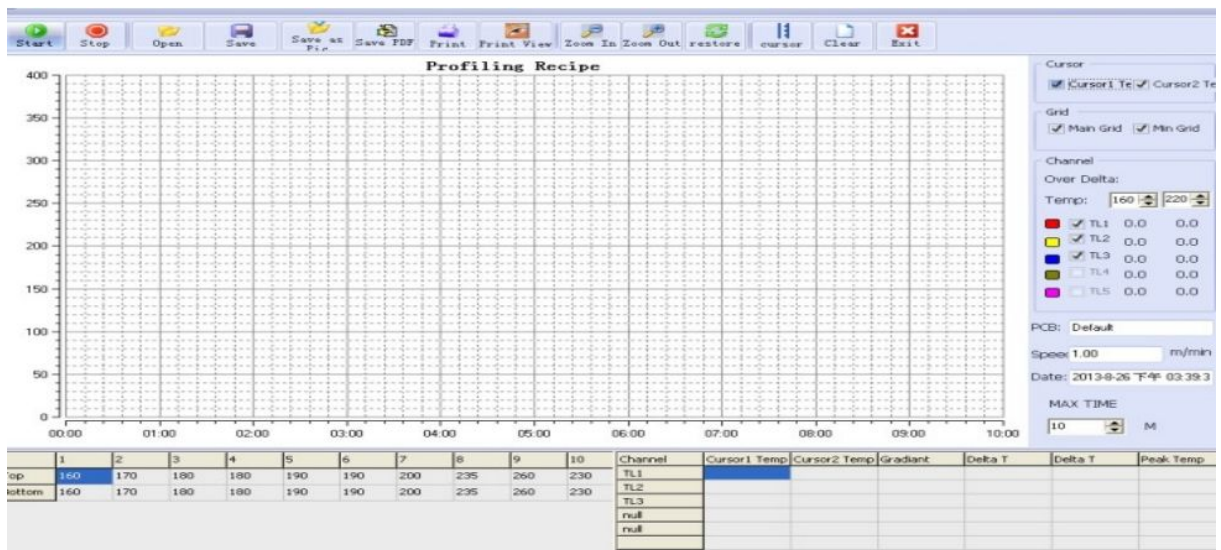 Start Stop Open Save Save as Pic Save PDF Print Print View Zoom In Zoom Out restore cursor Clear Exit
Profiling Recipe
400
350
300
250
200
150
100
50
0
00:00 01:00 02:00 03:00 04:00 05:00 06:00 07:00 08:00 09:00 10:00
Cursor
Cursor1 Te Cursor2 Te
Grid
Main Grid Min Grid
Channel
Over Delta:
Temp: 160 220
TL1 0.0 0.0
TL2 0.0 0.0
TL3 0.0 0.0
TL4 0.0 0.0
TL5 0.0 0.0
PCB: Default
Speed 1.00 m/min
Date: 2013-8-26 下午 03:39:3
MAX TIME
10 M
1 2 3 4 5 6 7 8 9 10
Top 160 170 180 180 190 190 200 235 260 230
Bottom 160 170 180 180 190 190 200 235 260 230
Channel Cursor1 Temp Cursor2 Temp Gradiant Delta T Delta T Peak Temp
TL1
TL2
TL3
null
null